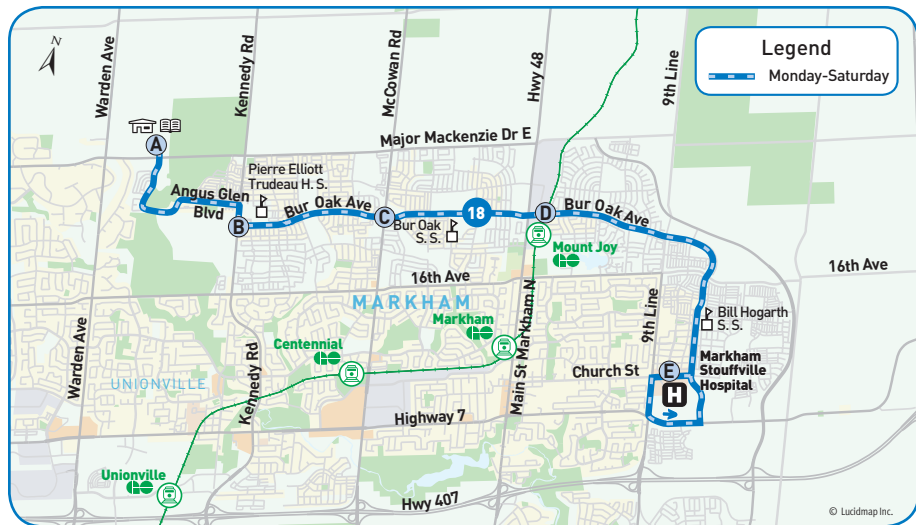 N
Warden Ave
Kennedy Rd
McCowan Rd
Hwy 48
9th Line
Legend
Monday-Saturday
Major Mackenzie Dr E
A
Pierre Elliott
Trudeau H. S.
Angus Glen
Blvd
B
Bur Oak Ave
C
18
Bur Oak
S. S.
D
Bur Oak Ave
Mount Joy
16th Ave
16th Ave
MARKHAM
Markham
Main St Markham N
9th Line
Bill Hogarth
S. S.
Warden Ave
Kennedy Rd
Centennial
Church St
E
H
Markham
Stouffville
Hospital
UNIONVILLE
Highway 7
Unionville
Hwy 407
© Lucidmap Inc.